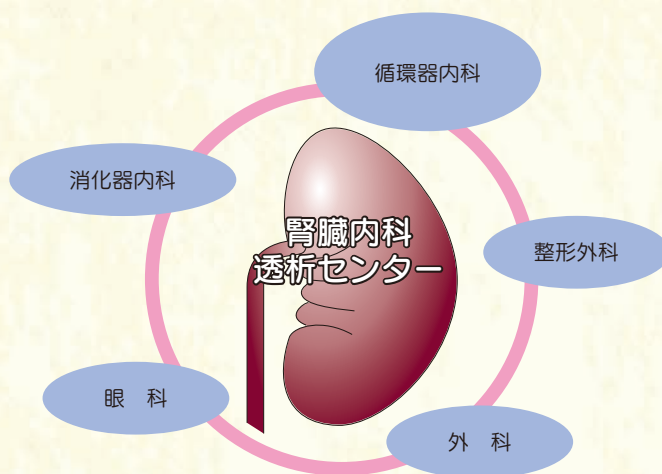 循環器内科
消化器内科
腎臓内科
透析センター
整形外科
眼　科
外　科